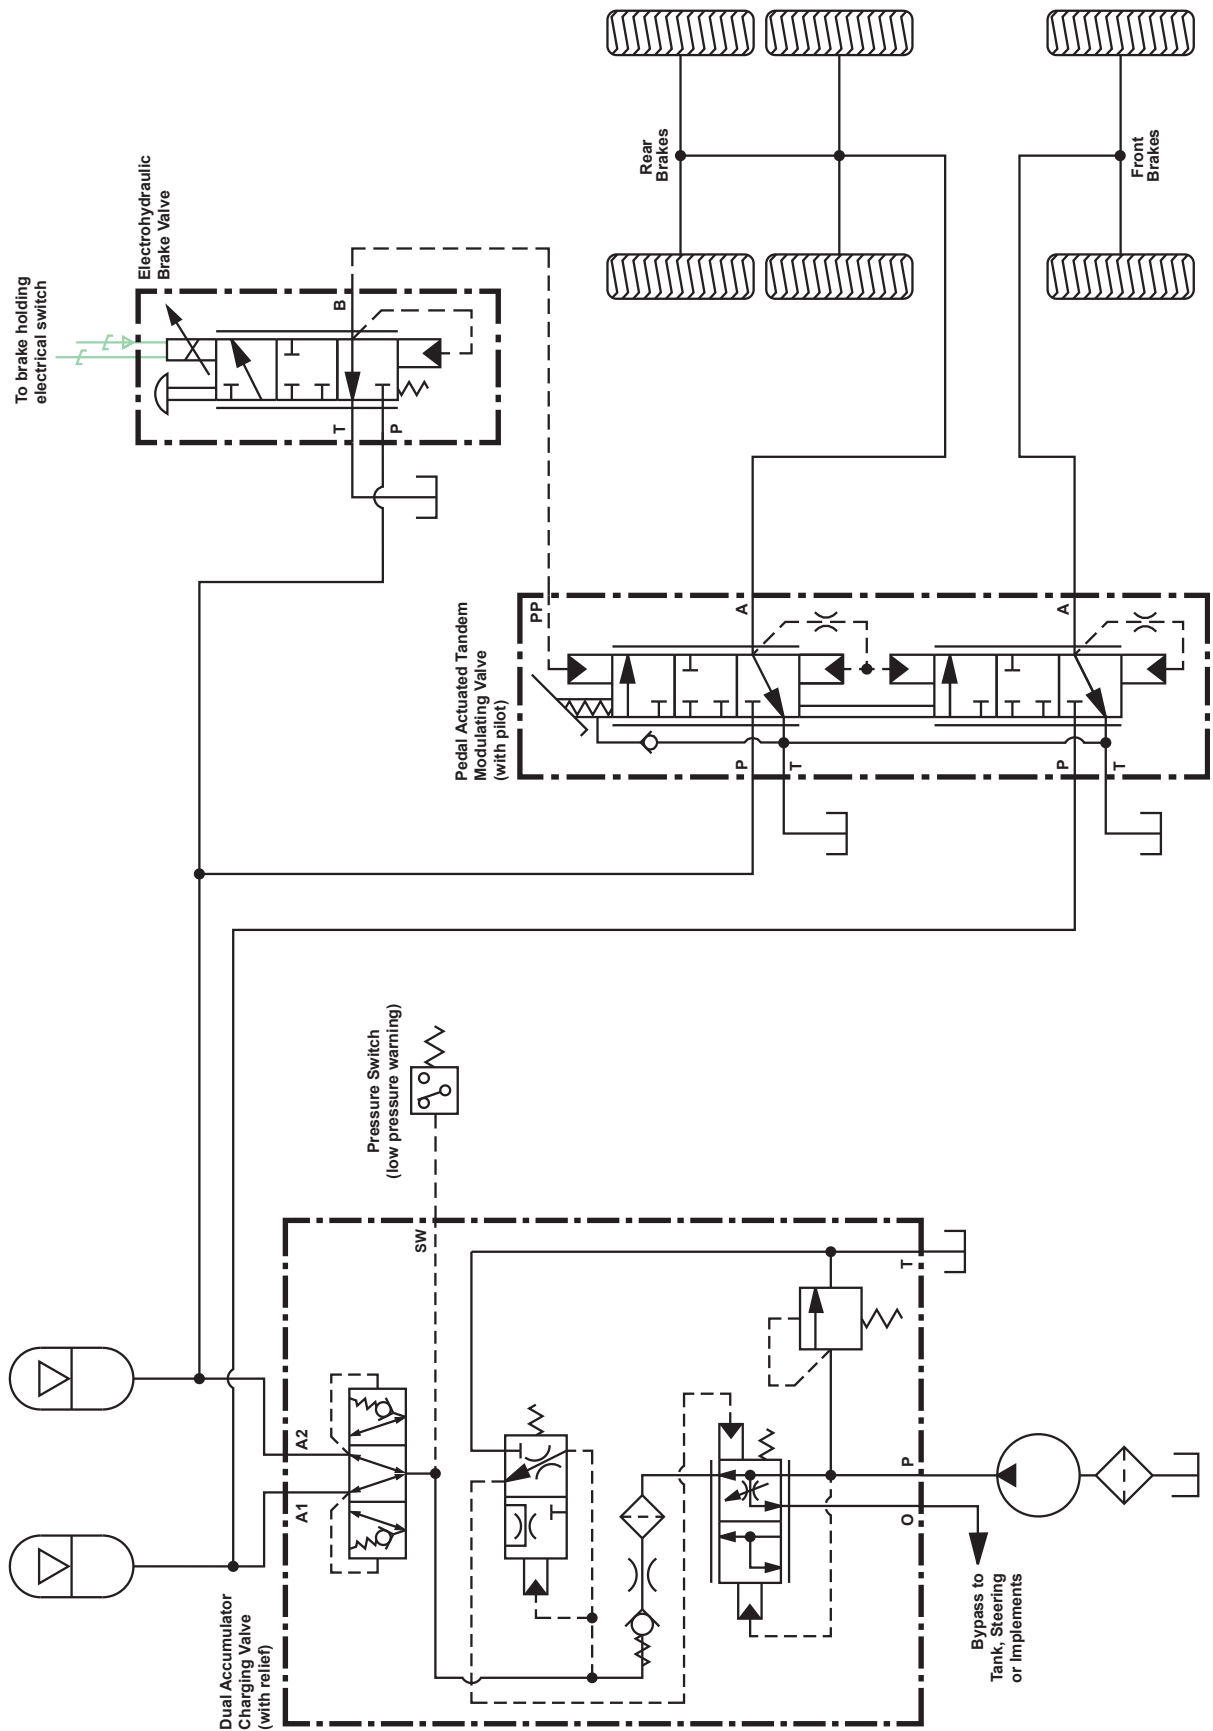 To brake holding
electrical switch
Electrohydraulic
Brake Valve
B
T
P
Rear
Brakes
Front
Brakes
Pedal Actuated Tandem
Modulating Valve
(with pilot)
PP
A
A
P
T
P
T
Pressure Switch
(low pressure warning)
SW
T
A2
A1
P
O
Dual Accumulator
Charging Valve
(with relief)
Bypass to
Tank, Steering
or Implements